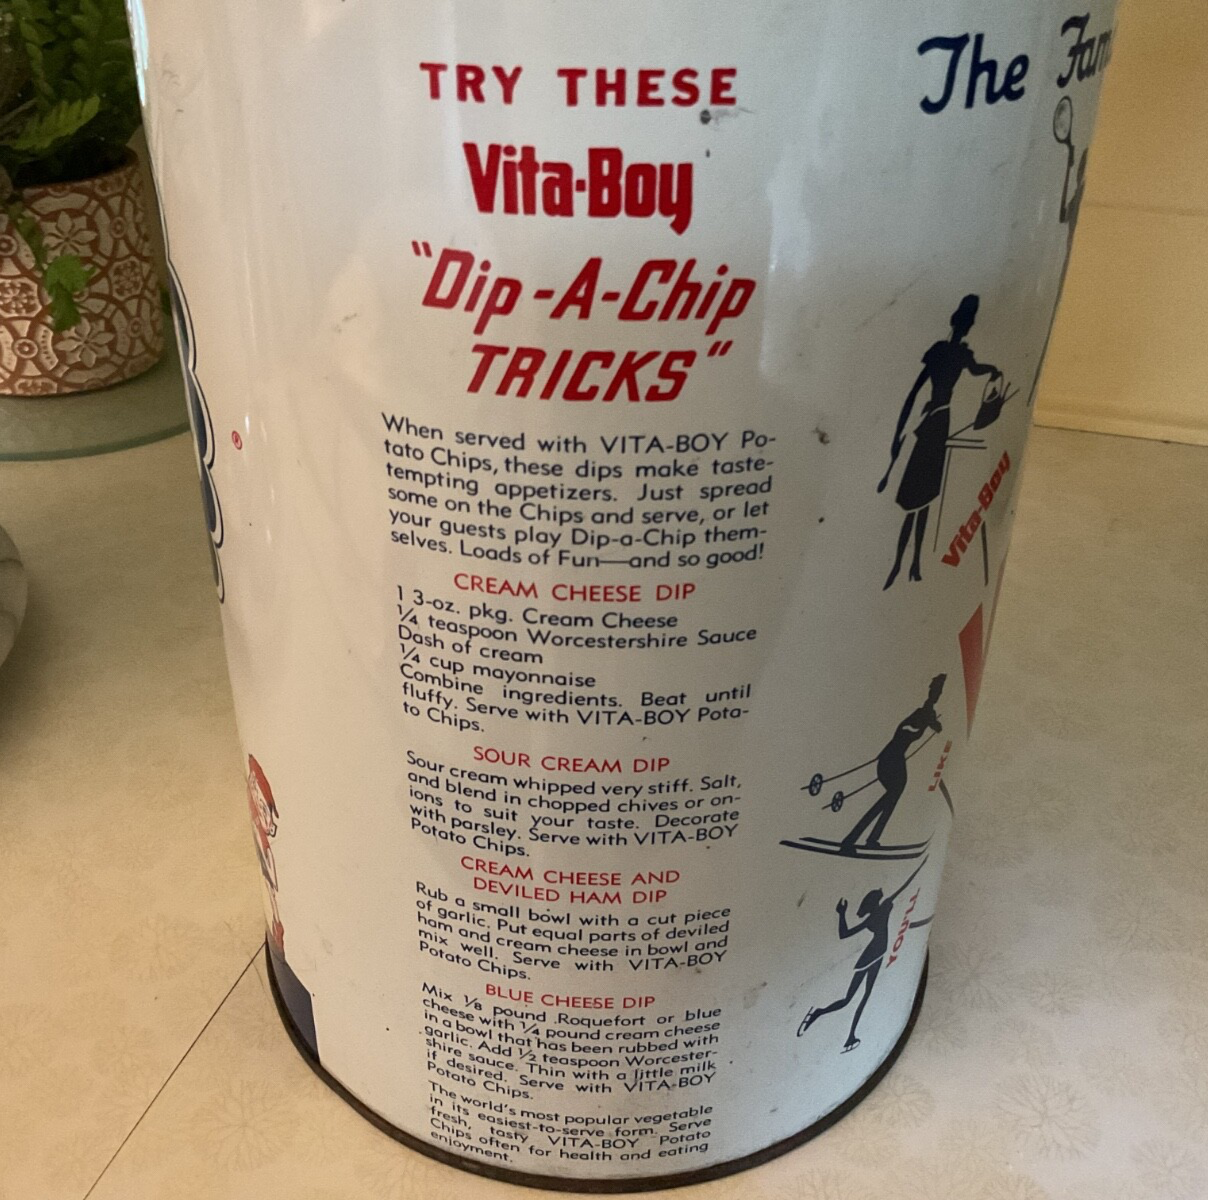 TRY THESE
Vita-Boy
"Dip-A-Chip
TRICKS"
When served with VITA-BOY Po-
tato Chips, these dips make taste-
tempting appetizers. Just spread
some on the Chips and serve, or let
your guests play Dip-a-Chip them-
selves. Loads of Fun—and so good!
CREAM CHEESE DIP
1 3-oz. pkg. Cream Cheese
¼ teaspoon Worcestershire Sauce
Dash of cream
¼ cup mayonnaise
Combine ingredients. Beat until
fluffy. Serve with VITA-BOY Pota-
to Chips.
SOUR CREAM DIP
Sour cream whipped very stiff. Salt,
and blend in chopped chives or on-
ions to suit your taste. Decorate
with parsley. Serve with VITA-BOY
Potato Chips.
CREAM CHEESE AND
DEVILED HAM DIP
Rub a small bowl with a cut piece
of garlic. Put equal parts of deviled
ham and cream cheese in bowl and
mix well. Serve with VITA-BOY
Potato Chips.
BLUE CHEESE DIP
Mix ⅛ pound Roquefort or blue
cheese with ¼ pound cream cheese
in a bowl that has been rubbed with
garlic. Add ½ teaspoon Worcester-
shire sauce. Thin with a little milk
if desired. Serve with VITA-BOY
Potato Chips.
The world's most popular vegetable
in its easiest-to-serve form. Serve
fresh, tasty VITA-BOY Potato
Chips often for health and eating
enjoyment.
®
The Fam
Vita-Boy
LIKE
YOU'LL